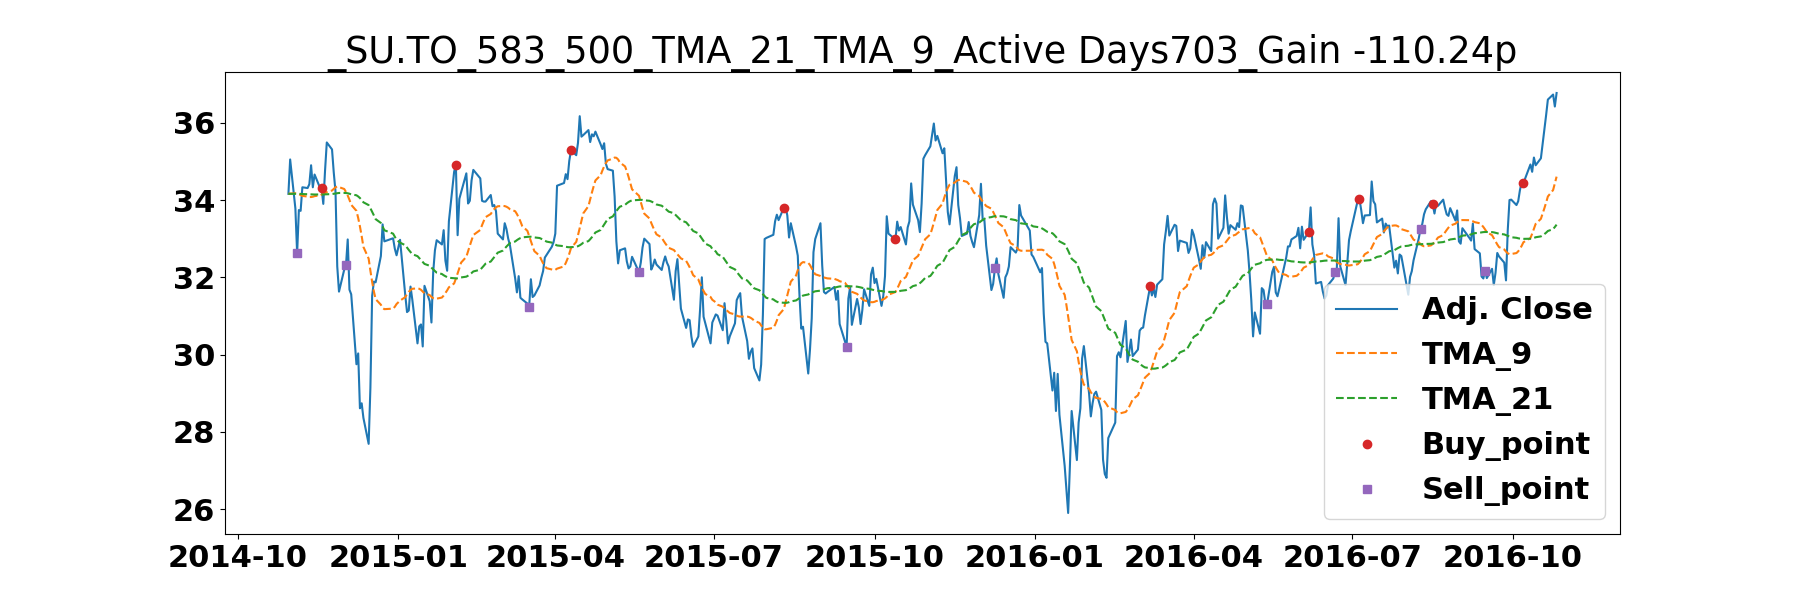 _SU.TO_583_500_TMA_21_TMA_9_Active Days703_Gain -110.24p
36
34
32
30
28
26
Adj. Close
TMA_9
TMA_21
Buy_point
Sell_point
2014-10 2015-01 2015-04 2015-07 2015-10 2016-01 2016-04 2016-07 2016-10